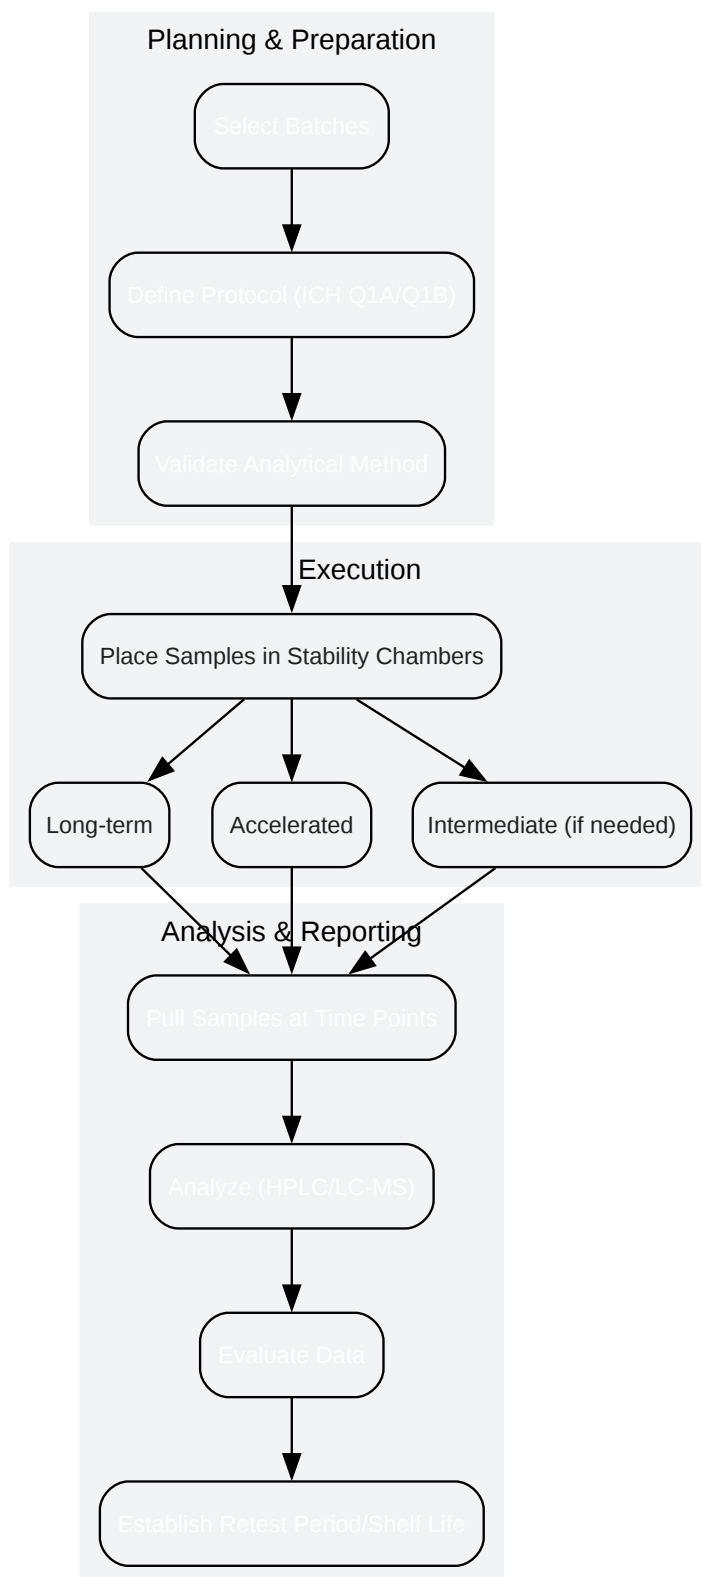 Planning & Preparation
Select Batches
Define Protocol (ICH Q1A/Q1B)
Validate Analytical Method
Execution
Place Samples in Stability Chambers
Long-term
Accelerated
Intermediate (if needed)
Analysis & Reporting
Pull Samples at Time Points
Analyze (HPLC/LC-MS)
Evaluate Data
Establish Retest Period/Shelf Life